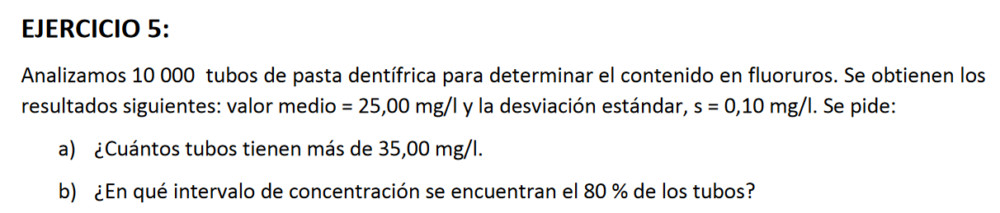 EJERCICIO 5:
Analizamos 10 000  tubos de pasta dentífrica para determinar el contenido en fluoruros. Se obtienen los
resultados siguientes: valor medio = 25,00 mg/l y la desviación estándar, s = 0,10 mg/l. Se pide:
a) ¿Cuántos tubos tienen más de 35,00 mg/l.
b) ¿En qué intervalo de concentración se encuentran el 80 % de los tubos?